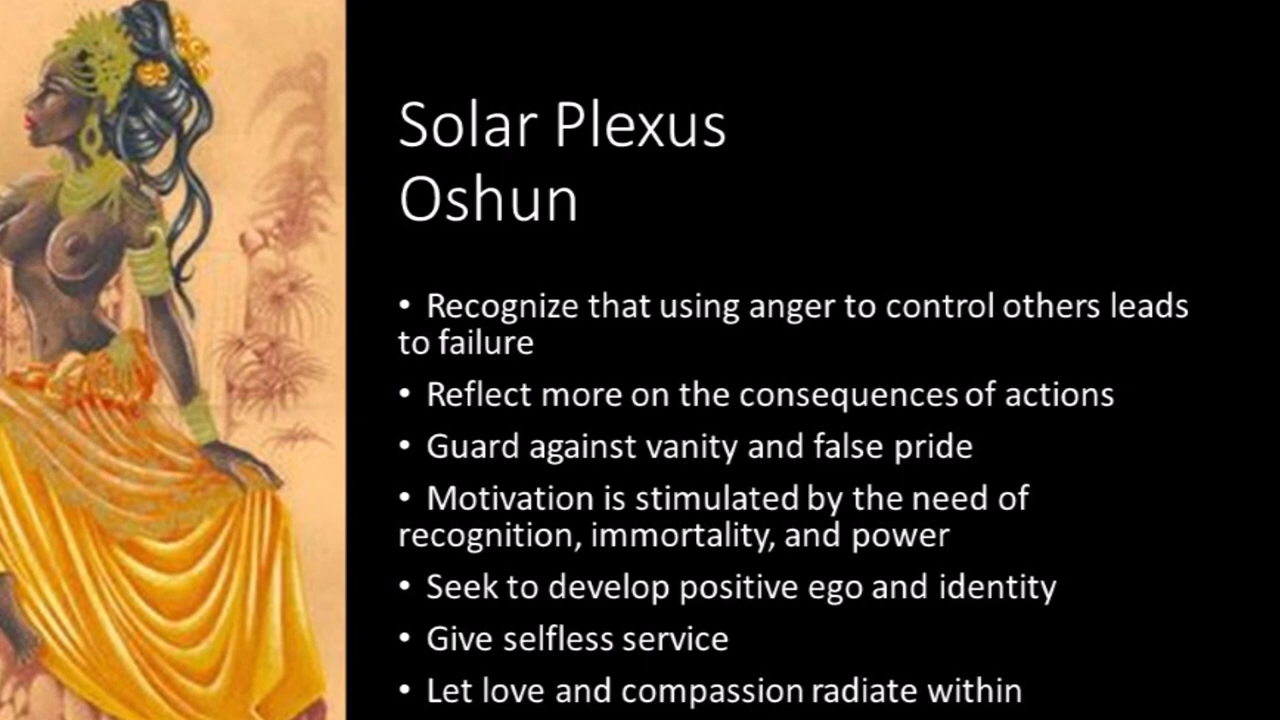 Solar Plexus
Oshun
• Recognize that using anger to control others leads
to failure
• Reflect more on the consequences of actions
• Guard against vanity and false pride
• Motivation is stimulated by the need of
recognition, immortality, and power
• Seek to develop positive ego and identity
• Give selfless service
• Let love and compassion radiate within